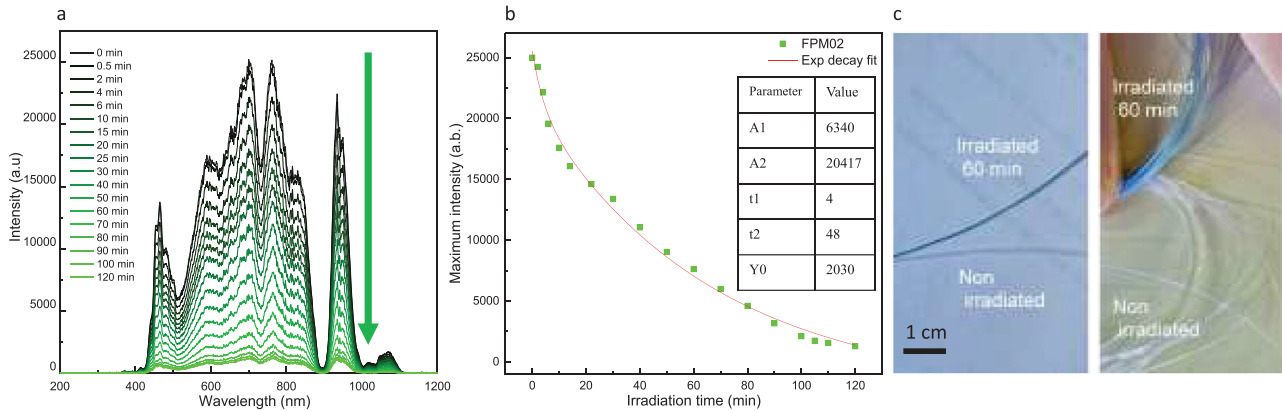 a
25000
20000
15000
10000
5000
0
Intensity (a.u)
0 min
0.5 min
2 min
4 min
6 min
10 min
15 min
20 min
25 min
30 min
40 min
50 min
60 min
70 min
80 min
90 min
100 min
120 min
200 400 600 800 1000 1200
Wavelength (nm)
b
25000
20000
15000
10000
5000
0
Maximum intensity (a.b.)
FPM02
Exp decay fit
Parameter Value
A1 6340
A2 20417
t1 4
t2 48
Y0 2030
0 20 40 60 80 100 120
Irradiation time (min)
c
Irradiated
60 min
Non
irradiated
1 cm
Irradiated
60 min
Non
irradiated